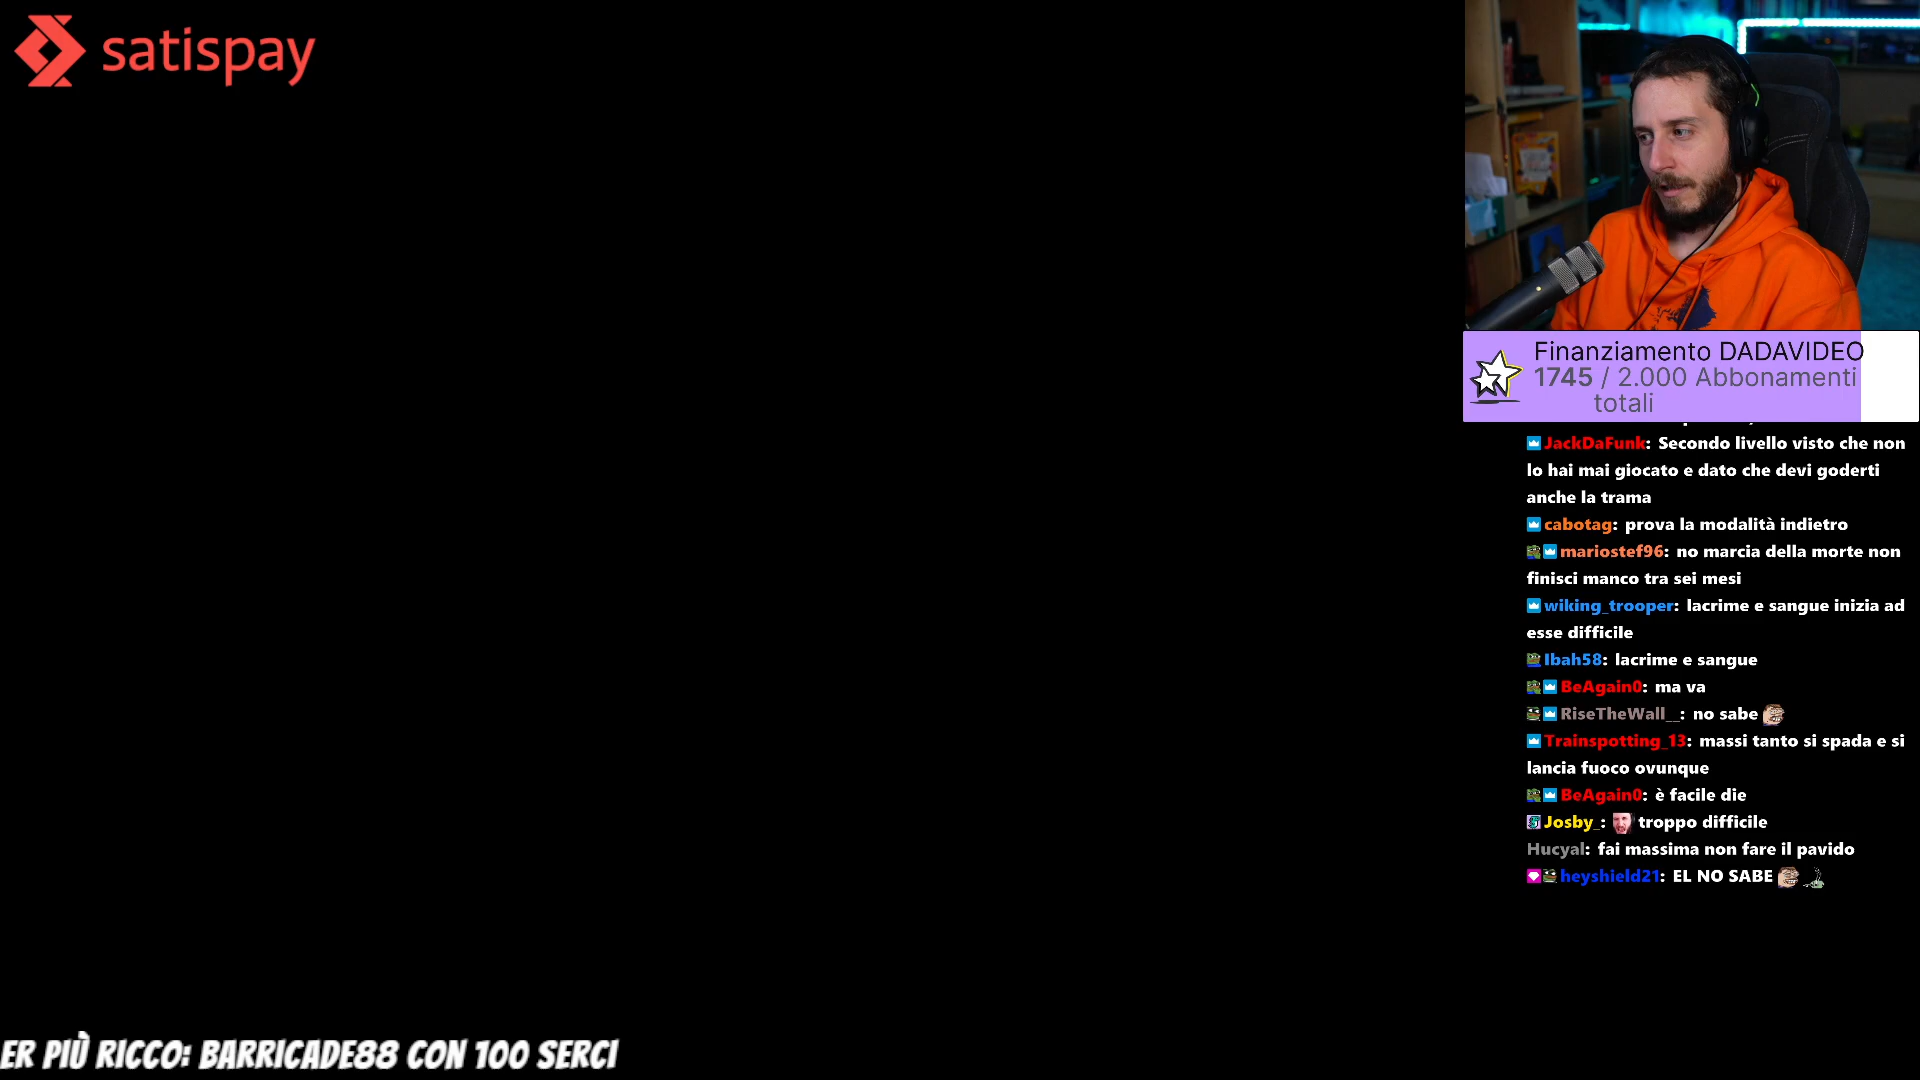 satispay
Finanziamento DADAVIDEO
1745 / 2.000 Abbonamenti
totali
JackDaFunk: Secondo livello visto che non
lo hai mai giocato e dato che devi goderti
anche la trama
cabotag: prova la modalità indietro
mariostef96: no marcia della morte non
finisci manco tra sei mesi
wiking_trooper: lacrime e sangue inizia ad
esse difficile
Ibah58: lacrime e sangue
BeAgain0: ma va
RiseTheWall__: no sabe
Trainspotting_13: massi tanto si spada e si
lancia fuoco ovunque
BeAgain0: è facile die
Josby_: troppo difficile
Hucyal: fai massima non fare il pavido
heyshield21: EL NO SABE
ER PIÙ RICCO: BARRICADE88 CON 100 SERCI